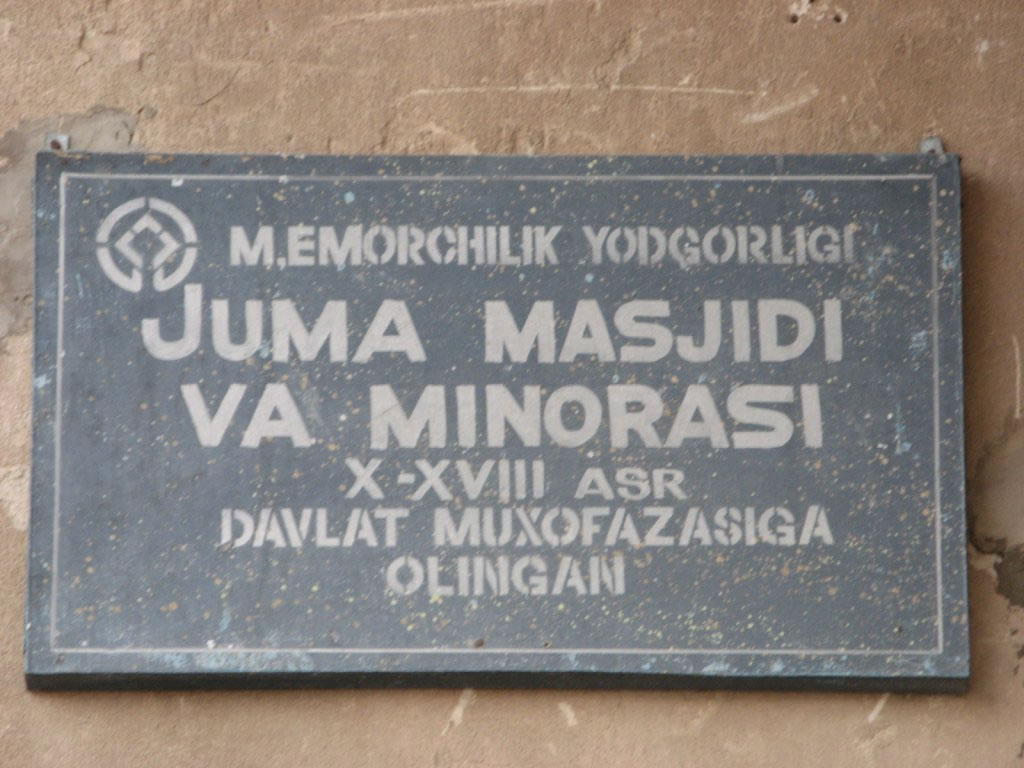 M,EMORCHILIK YODGORLIGI
JUMA MASJIDI
VA MINORASI
X-XVIII ASR
DAVLAT MUXOFAZASIGA
OLINGAN